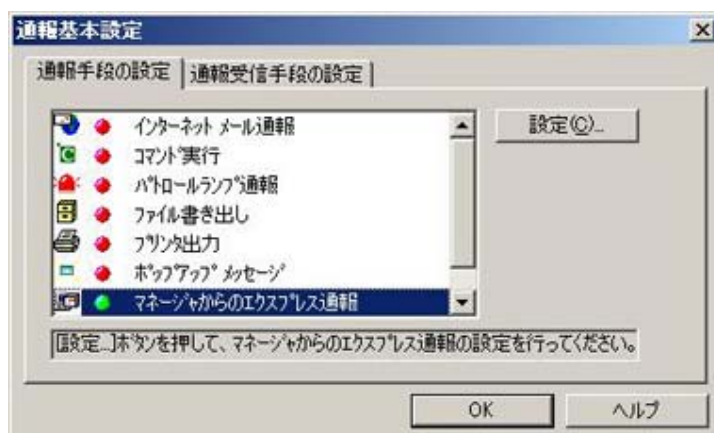 通報基本設定
通報手段の設定 通報受信手段の設定
設定(C)...
インターネット メール通報
コマンド実行
パトロールランプ通報
ファイル書き出し
プリンタ出力
ポップアップ メッセージ
マネージャからのエクスプレス通報
[設定...]ボタンを押して、マネージャからのエクスプレス通報の設定を行ってください。
OK ヘルプ